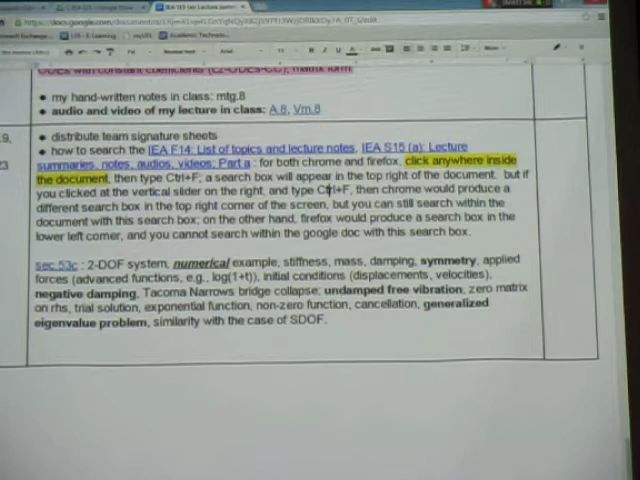 ODEs with constant coefficients (L2-ODEs-CC), matrix form
● my hand-written notes in class: mtg.8
● audio and video of my lecture in class: A.8, Vm.8
● distribute team signature sheets
● how to search the IEA F14: List of topics and lecture notes, IEA S15 (a): Lecture
summaries, notes, audios, videos: Part a : for both chrome and firefox, click anywhere inside
the document, then type Ctrl+F; a search box will appear in the top right of the document. but if
you clicked at the vertical slider on the right, and type Ctrl+F, then chrome would produce a
different search box in the top right corner of the screen, but you can still search within the
document with this search box; on the other hand, firefox would produce a search box in the
lower left corner, and you cannot search within the google doc with this search box.
sec.53c : 2-DOF system, numerical example, stiffness, mass, damping, symmetry, applied
forces (advanced functions, e.g., log(1+t)), initial conditions (displacements, velocities),
negative damping, Tacoma Narrows bridge collapse; undamped free vibration, zero matrix
on rhs, trial solution, exponential function, non-zero function, cancellation, generalized
eigenvalue problem, similarity with the case of SDOF.